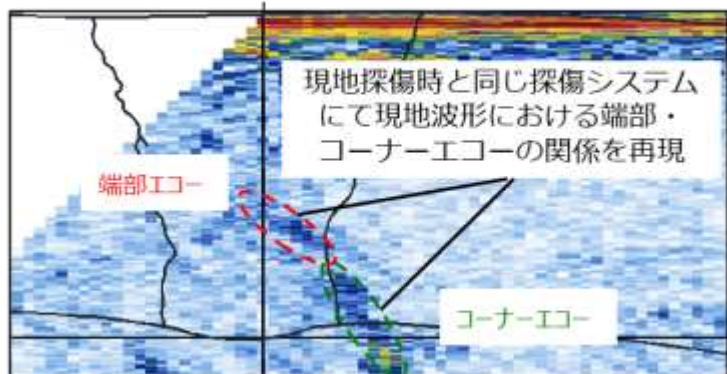 現地探傷時と同じ探傷システム
にて現地波形における端部・
コーナーエコーの関係を再現
端部エコー
コーナーエコー